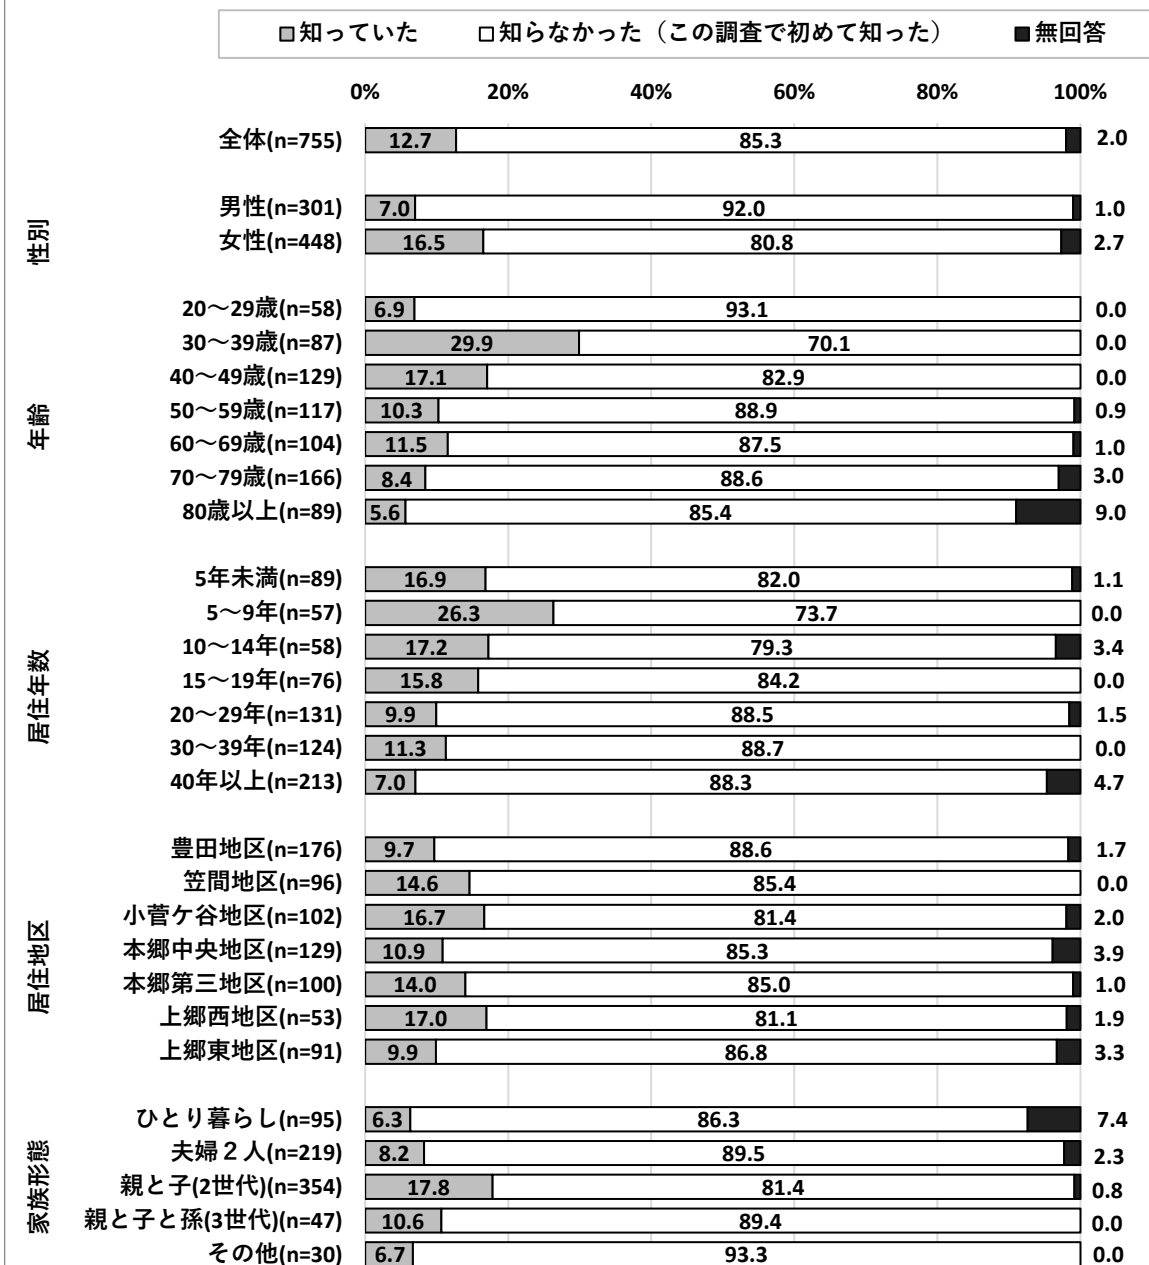 知っていた 知らなかった（この調査で初めて知った） 無回答
0% 20% 40% 60% 80% 100%
全体(n=755) 12.7 85.3 2.0
性別
男性(n=301) 7.0 92.0 1.0
女性(n=448) 16.5 80.8 2.7
年齢
20～29歳(n=58) 6.9 93.1 0.0
30～39歳(n=87) 29.9 70.1 0.0
40～49歳(n=129) 17.1 82.9 0.0
50～59歳(n=117) 10.3 88.9 0.9
60～69歳(n=104) 11.5 87.5 1.0
70～79歳(n=166) 8.4 88.6 3.0
80歳以上(n=89) 5.6 85.4 9.0
居住年数
5年未満(n=89) 16.9 82.0 1.1
5～9年(n=57) 26.3 73.7 0.0
10～14年(n=58) 17.2 79.3 3.4
15～19年(n=76) 15.8 84.2 0.0
20～29年(n=131) 9.9 88.5 1.5
30～39年(n=124) 11.3 88.7 0.0
40年以上(n=213) 7.0 88.3 4.7
居住地区
豊田地区(n=176) 9.7 88.6 1.7
笠間地区(n=96) 14.6 85.4 0.0
小菅ケ谷地区(n=102) 16.7 81.4 2.0
本郷中央地区(n=129) 10.9 85.3 3.9
本郷第三地区(n=100) 14.0 85.0 1.0
上郷西地区(n=53) 17.0 81.1 1.9
上郷東地区(n=91) 9.9 86.8 3.3
家族形態
ひとり暮らし(n=95) 6.3 86.3 7.4
夫婦２人(n=219) 8.2 89.5 2.3
親と子(2世代)(n=354) 17.8 81.4 0.8
親と子と孫(3世代)(n=47) 10.6 89.4 0.0
その他(n=30) 6.7 93.3 0.0